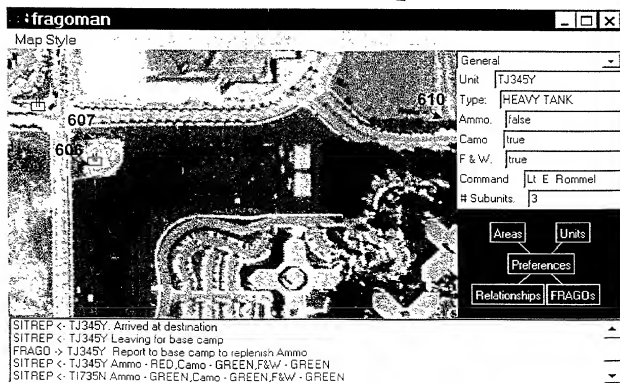 fragoman
Map Style
607
606
610
General
Unit TJ345Y
Type: HEAVY TANK
Ammo. false
Camo true
F & W. true
Command Lt E Rommel
# Subunits. 3
Areas Units
Preferences
Relationships FRAGOs
SITREP <- TJ345Y. Arrived at destination
SITREP <- TJ345Y Leaving for base camp
FRAGO -> TJ345Y Report to base camp to replenish Ammo
SITREP <- TJ345Y Ammo - RED,Camo - GREEN,F&W - GREEN
SITREP <- TI735N Ammo - GREEN,Camo - GREEN,F&W - GREEN